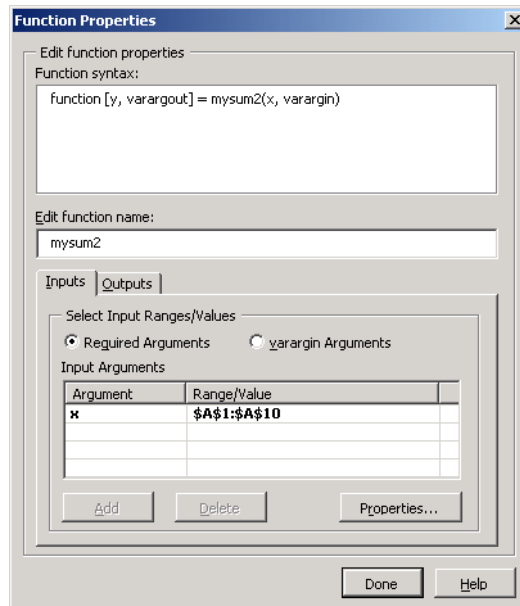 Function Properties
Edit function properties
Function syntax:
function [y, varargout] = mysum2(x, varargin)
Edit function name:
mysum2
Inputs Outputs
Select Input Ranges/Values
Required Arguments varargin Arguments
Input Arguments
Argument Range/Value
x $A$1:$A$10
Add Delete Properties...
Done Help